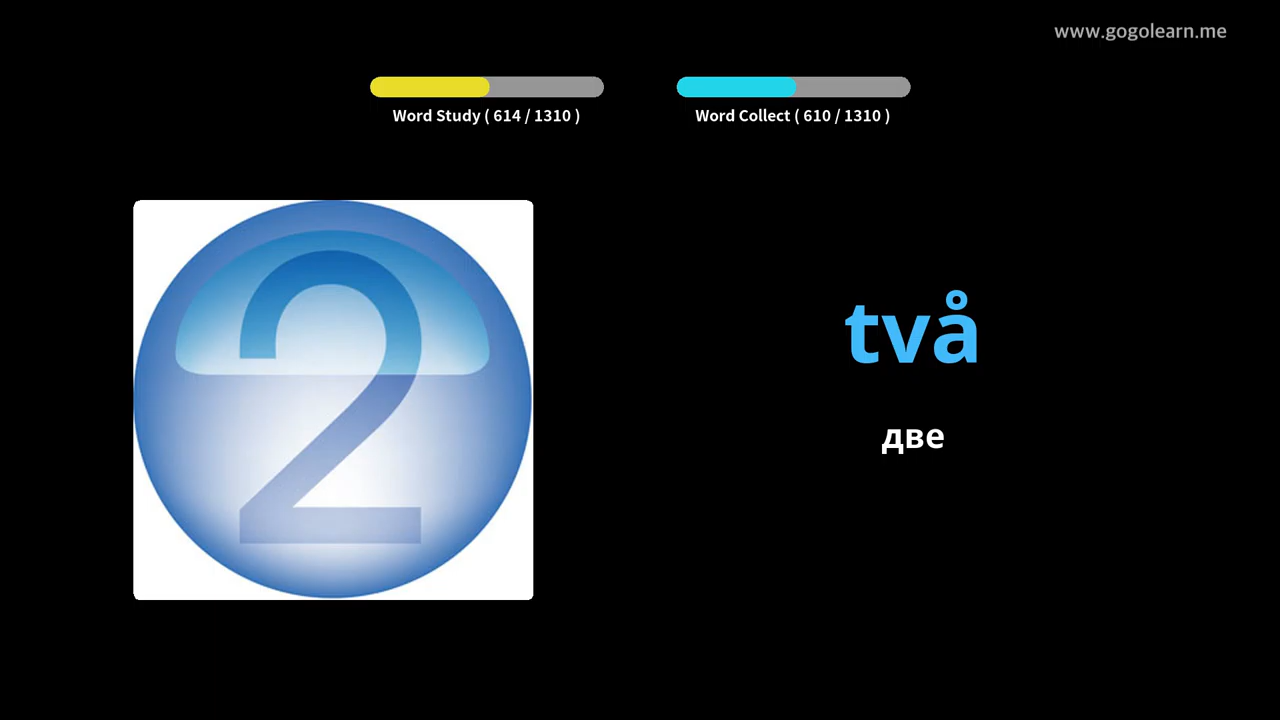 www.gogolearn.me
Word Study ( 614 / 1310 )
Word Collect ( 610 / 1310 )
2
två
две